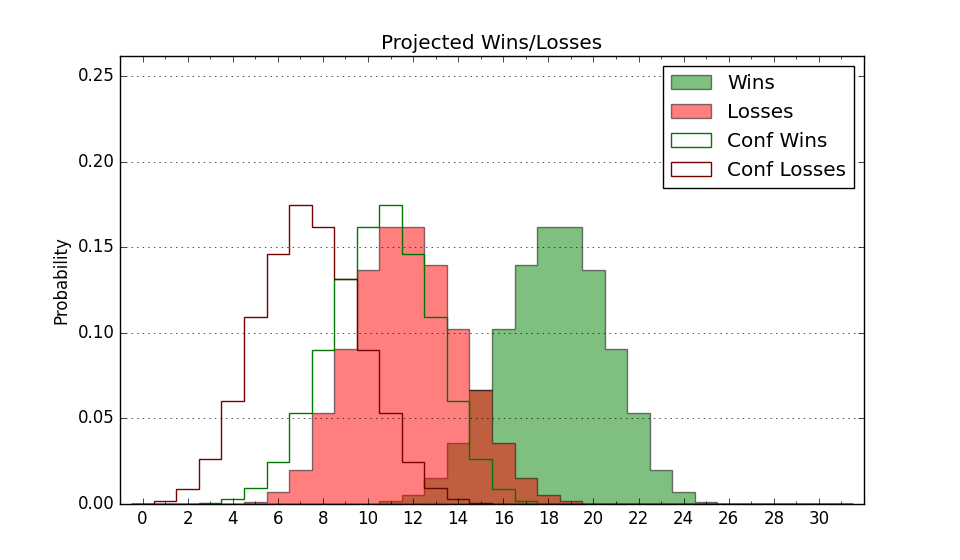 Projected Wins/Losses
Wins
Losses
Conf Wins
Conf Losses
Probability
0.25
0.20
0.15
0.10
0.05
0.00
0 2 4 6 8 10 12 14 16 18 20 22 24 26 28 30